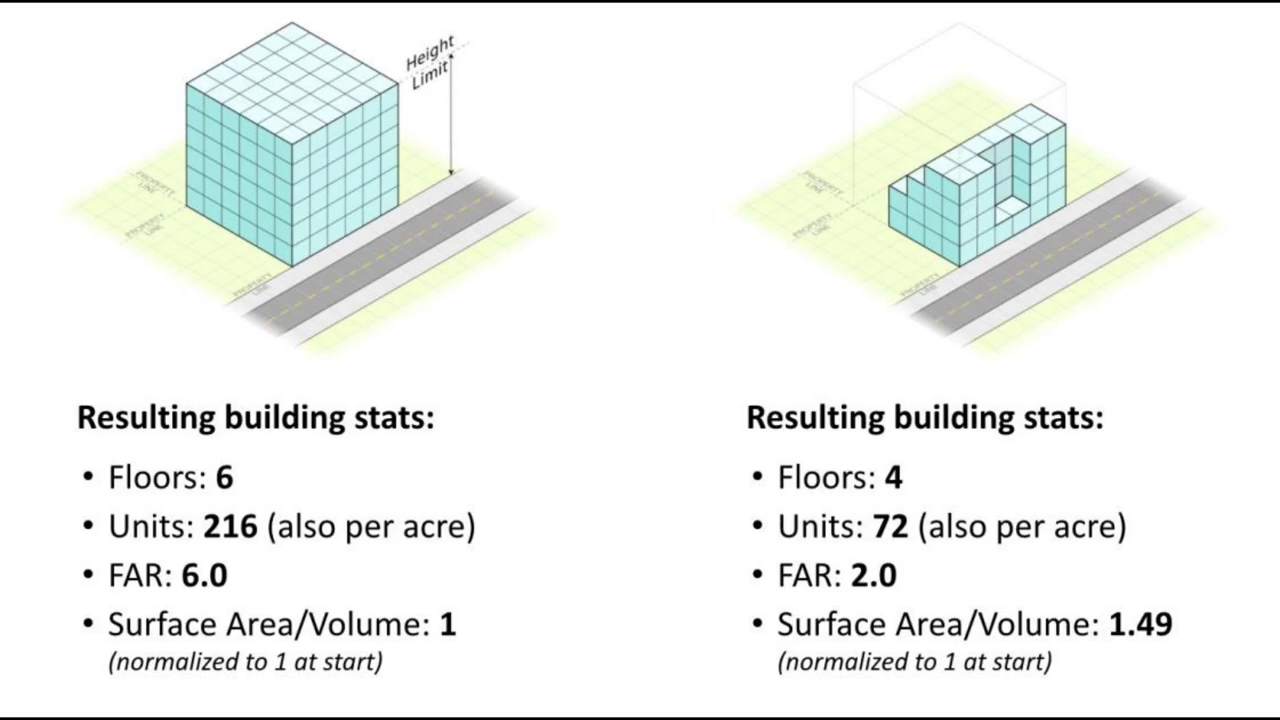 Height
Limit
PROPERTY
LINE
PROPERTY
LINE
PROPERTY
LINE
Resulting building stats:
• Floors: 6
• Units: 216 (also per acre)
• FAR: 6.0
• Surface Area/Volume: 1
(normalized to 1 at start)
PROPERTY
LINE
PROPERTY
LINE
PROPERTY
LINE
Resulting building stats:
• Floors: 4
• Units: 72 (also per acre)
• FAR: 2.0
• Surface Area/Volume: 1.49
(normalized to 1 at start)